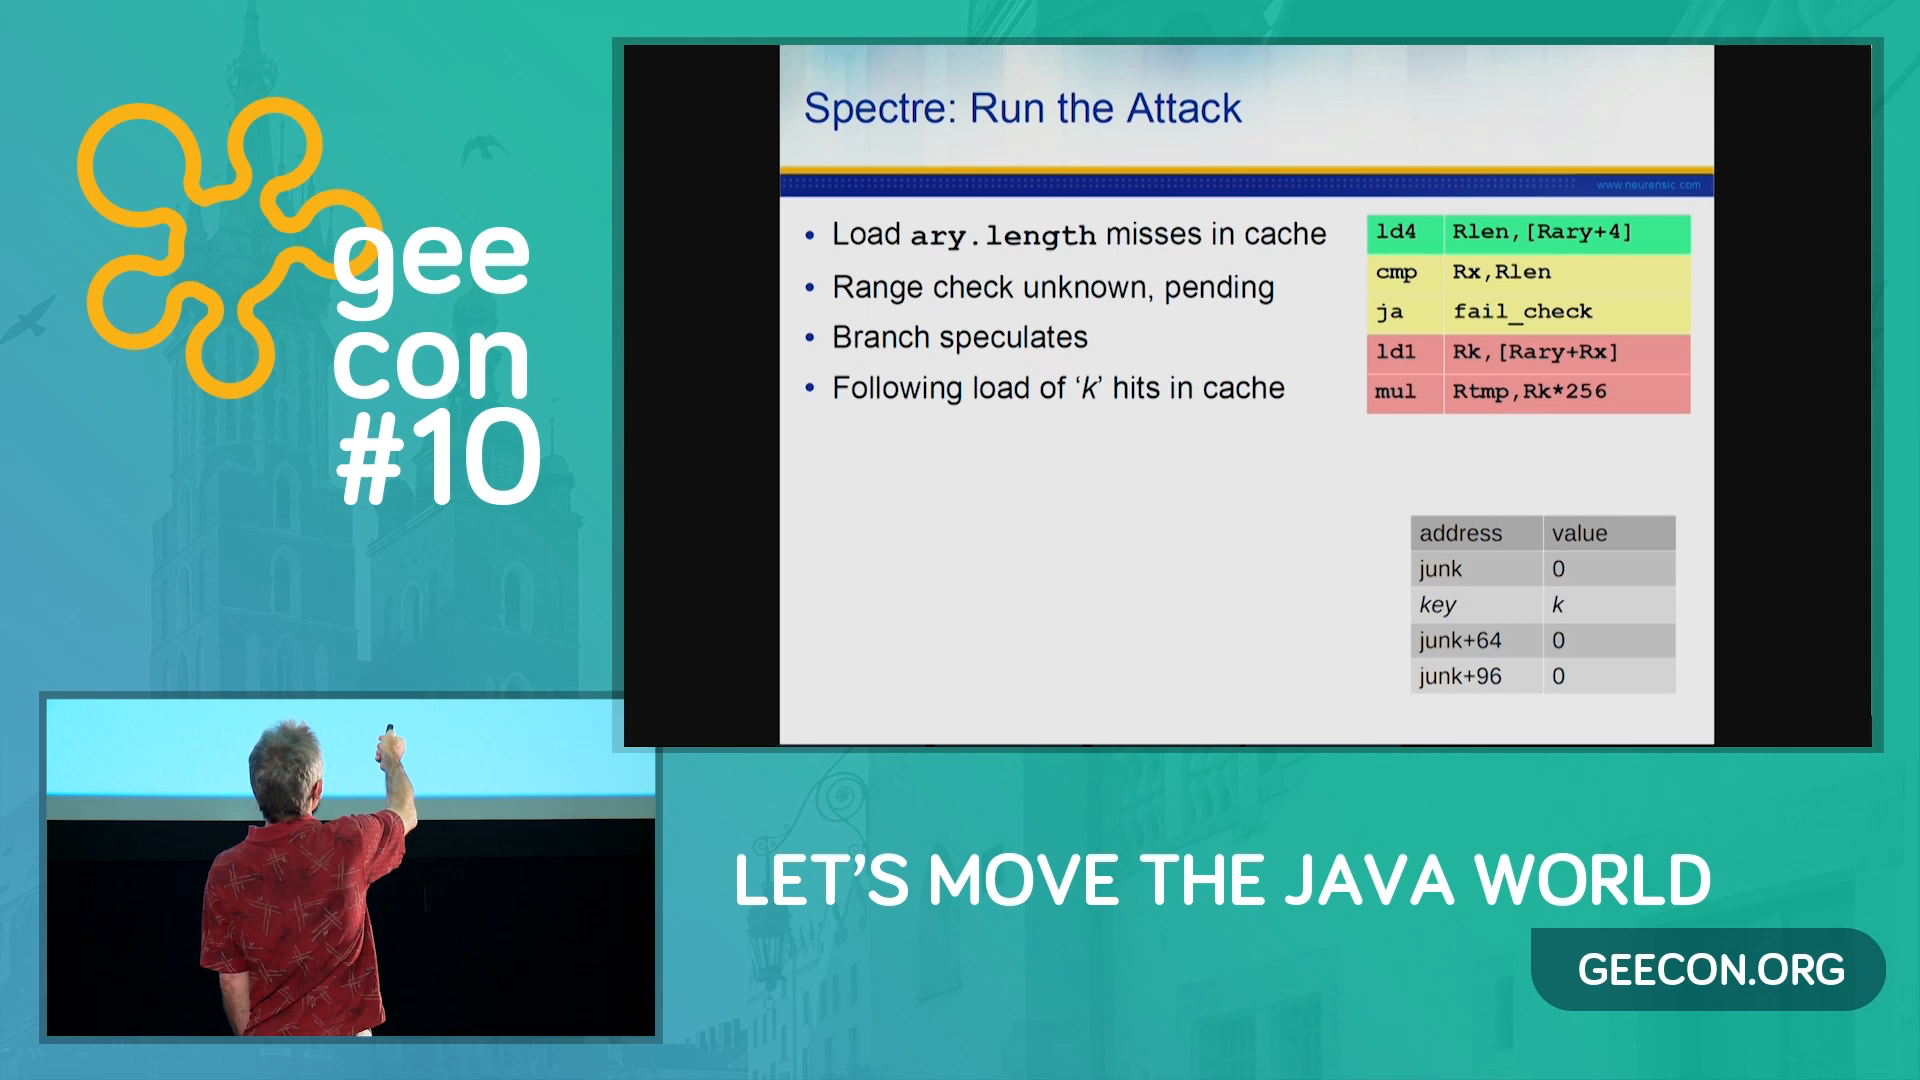 gee
con
#10
Spectre: Run the Attack
www.neurensic.com
• Load ary.length misses in cache
• Range check unknown, pending
• Branch speculates
• Following load of ‘k’ hits in cache
ld4 Rlen,[Rary+4]
cmp Rx,Rlen
ja fail_check
ld1 Rk,[Rary+Rx]
mul Rtmp,Rk*256
address value
junk 0
key k
junk+64 0
junk+96 0
LET’S MOVE THE JAVA WORLD
GEECON.ORG